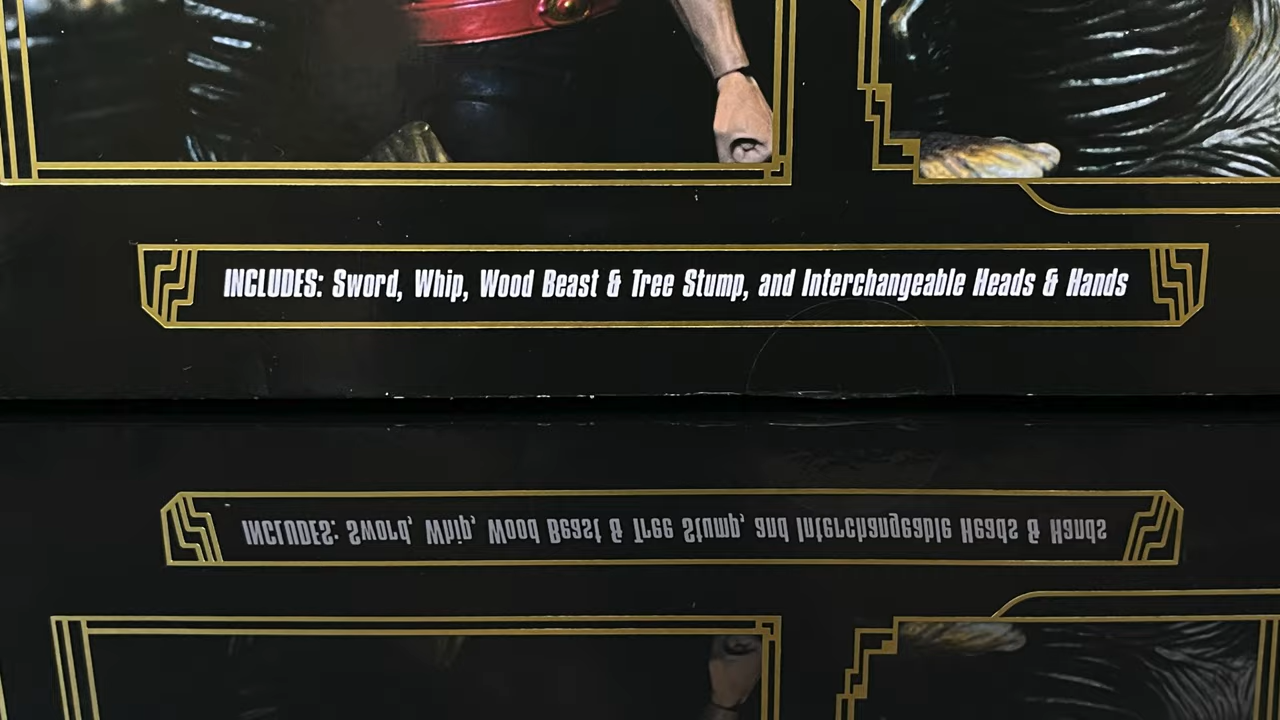 INCLUDES: Sword, Whip, Wood Beast & Tree Stump, and Interchangeable Heads & Hands
INCLUDES: Sword, Whip, Wood Beast & Tree Stump, and Interchangeable Heads & Hands